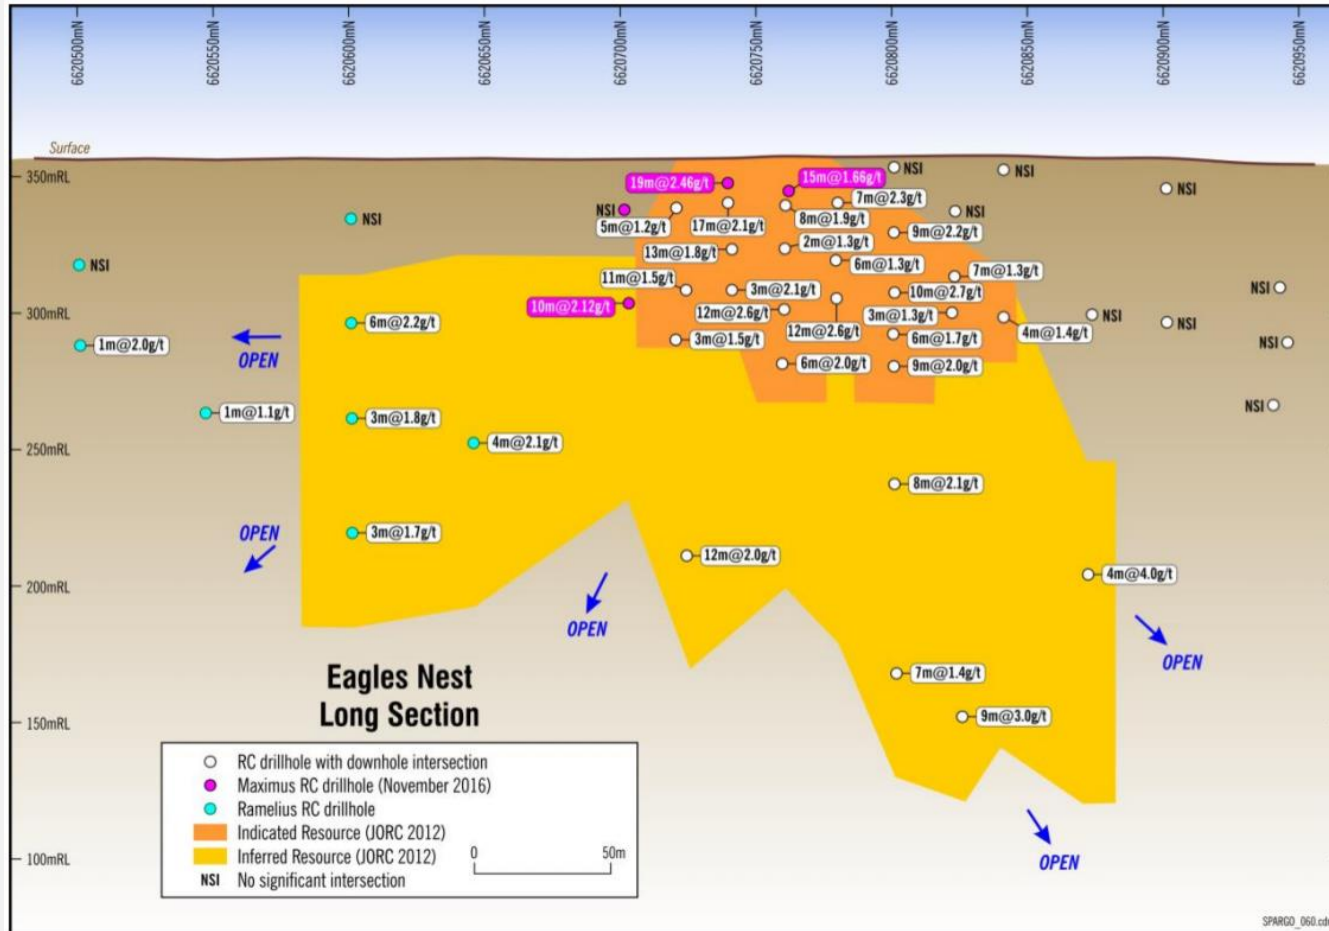 6620500mN
6620550mN
6620600mN
6620650mN
6620700mN
6620750mN
6620800mN
6620850mN
6620900mN
6620950mN
Surface
350mRL
300mRL
250mRL
200mRL
150mRL
100mRL
NSI
NSI
1m@2.0g/t
1m@1.1g/t
OPEN
OPEN
6m@2.2g/t
3m@1.8g/t
4m@2.1g/t
3m@1.7g/t
19m@2.46g/t
15m@1.66g/t
NSI
5m@1.2g/t
17m@2.1g/t
8m@1.9g/t
7m@2.3g/t
NSI
NSI
NSI
NSI
9m@2.2g/t
13m@1.8g/t
2m@1.3g/t
6m@1.3g/t
7m@1.3g/t
11m@1.5g/t
3m@2.1g/t
10m@2.7g/t
10m@2.12g/t
12m@2.6g/t
12m@2.6g/t
3m@1.3g/t
4m@1.4g/t
NSI
NSI
NSI
NSI
NSI
3m@1.5g/t
6m@1.7g/t
6m@2.0g/t
9m@2.0g/t
8m@2.1g/t
12m@2.0g/t
4m@4.0g/t
OPEN
OPEN
7m@1.4g/t
9m@3.0g/t
OPEN
Eagles Nest
Long Section
RC drillhole with downhole intersection
Maximus RC drillhole (November 2016)
Ramelius RC drillhole
Indicated Resource (JORC 2012)
Inferred Resource (JORC 2012)
NSI No significant intersection
0 50m
SPARGO_060.cdr